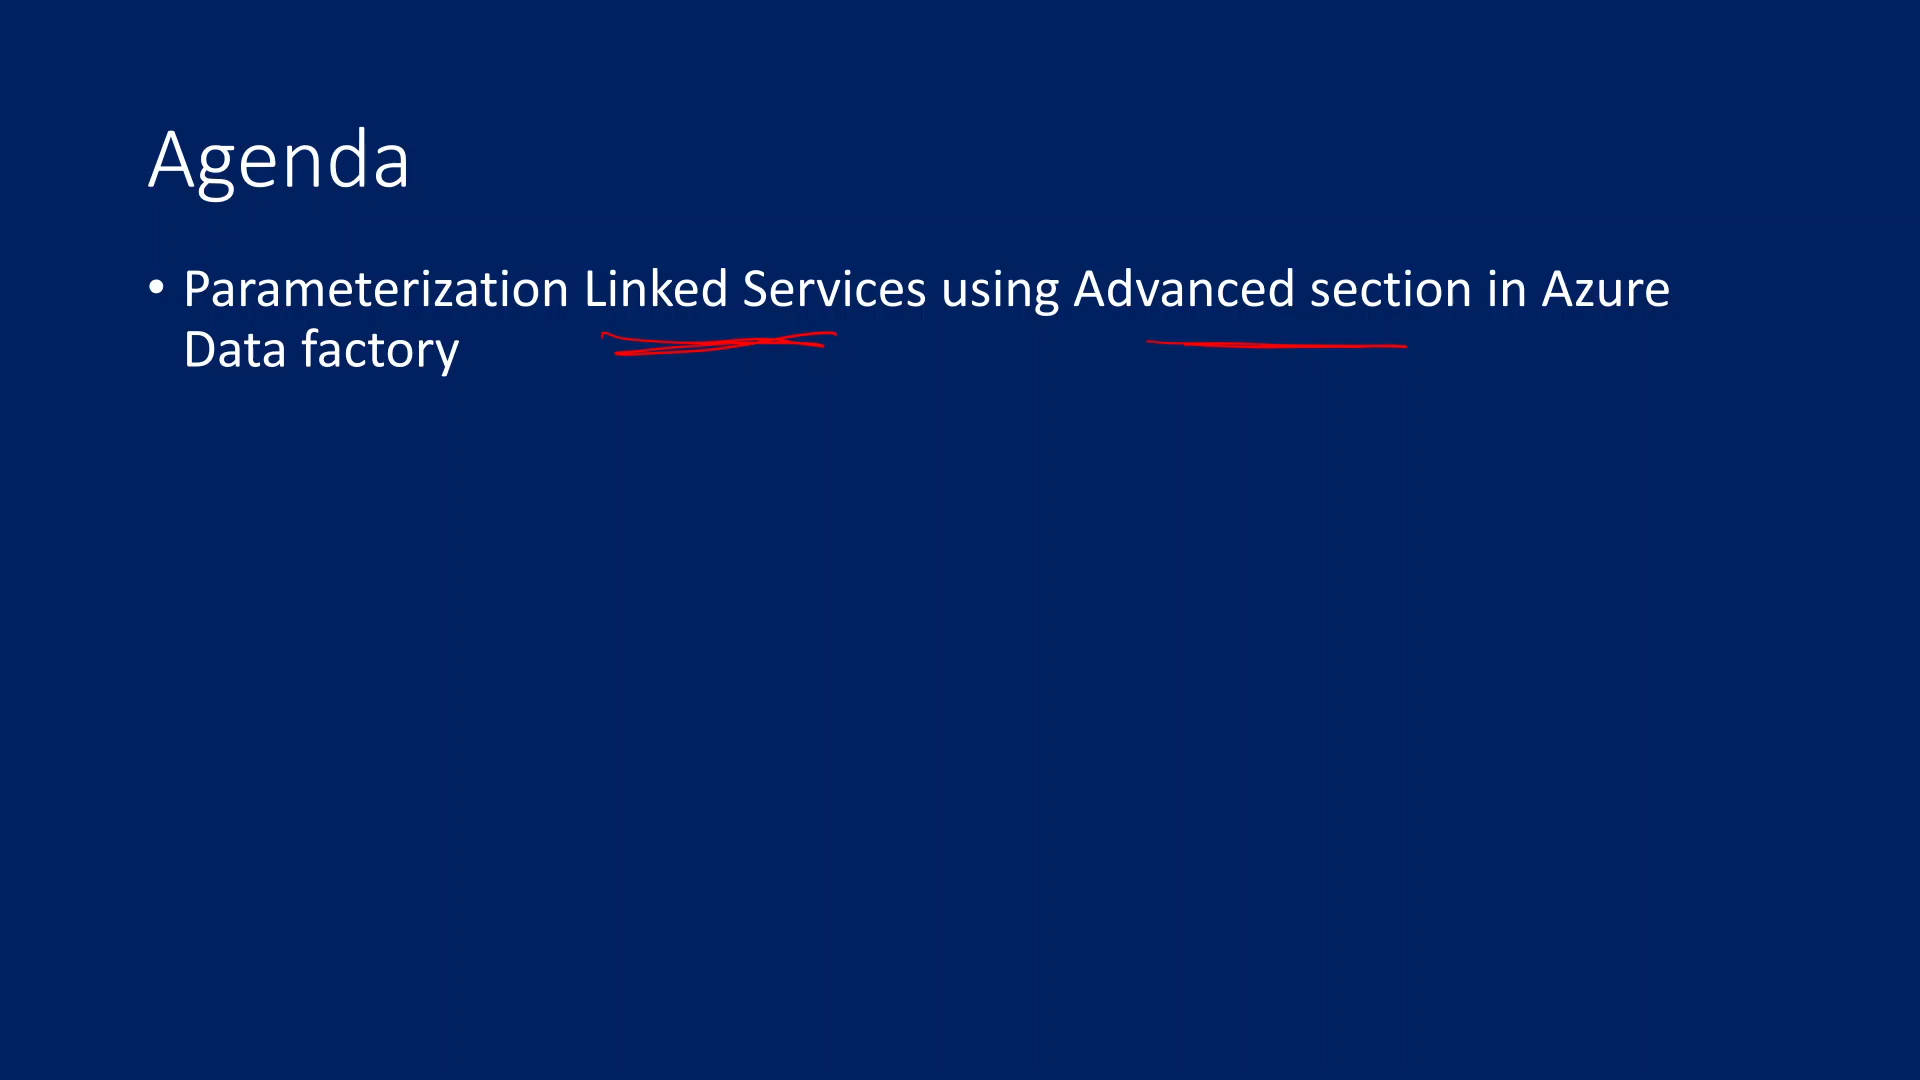 Agenda
• Parameterization Linked Services using Advanced section in Azure
Data factory